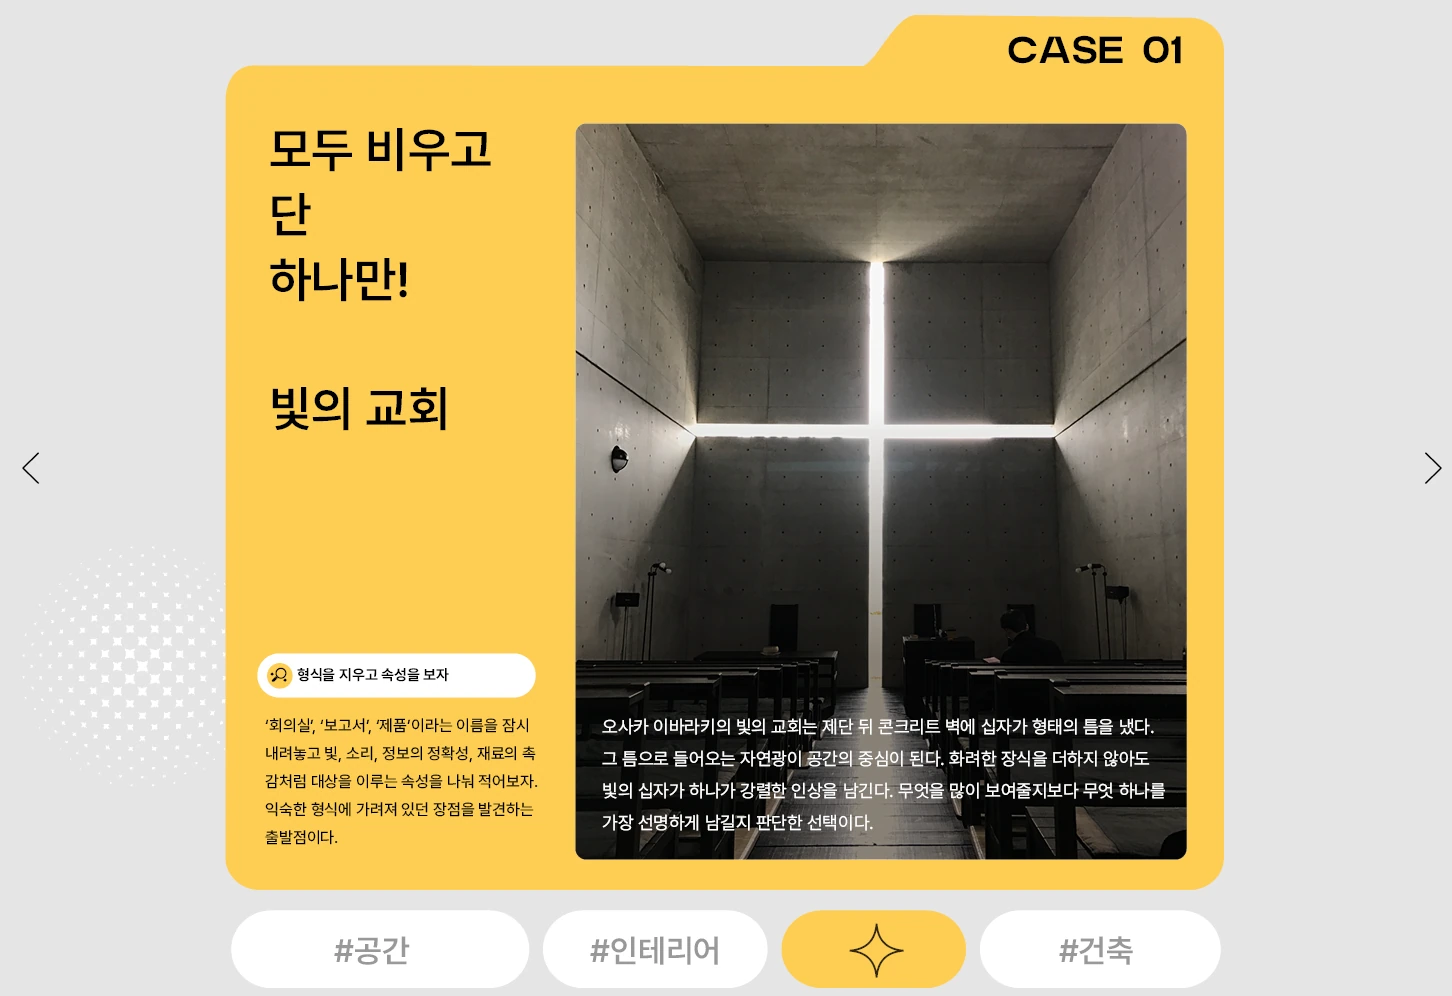 CASE 01
모두 비우고
단
하나만!
빛의 교회
형식을 지우고 속성을 보자
‘회의실’, ‘보고서’, ‘제품’이라는 이름을 잠시
내려놓고 빛, 소리, 정보의 정확성, 재료의 촉
감처럼 대상을 이루는 속성을 나눠 적어보자.
익숙한 형식에 가려져 있던 장점을 발견하는
출발점이다.
오사카 이바라키의 빛의 교회는 제단 뒤 콘크리트 벽에 십자가 형태의 틈을 냈다.
그 틈으로 들어오는 자연광이 공간의 중심이 된다. 화려한 장식을 더하지 않아도
빛의 십자가 하나가 강렬한 인상을 남긴다. 무엇을 많이 보여줄지보다 무엇 하나를
가장 선명하게 남길지 판단한 선택이다.
#공간
#인테리어
#건축